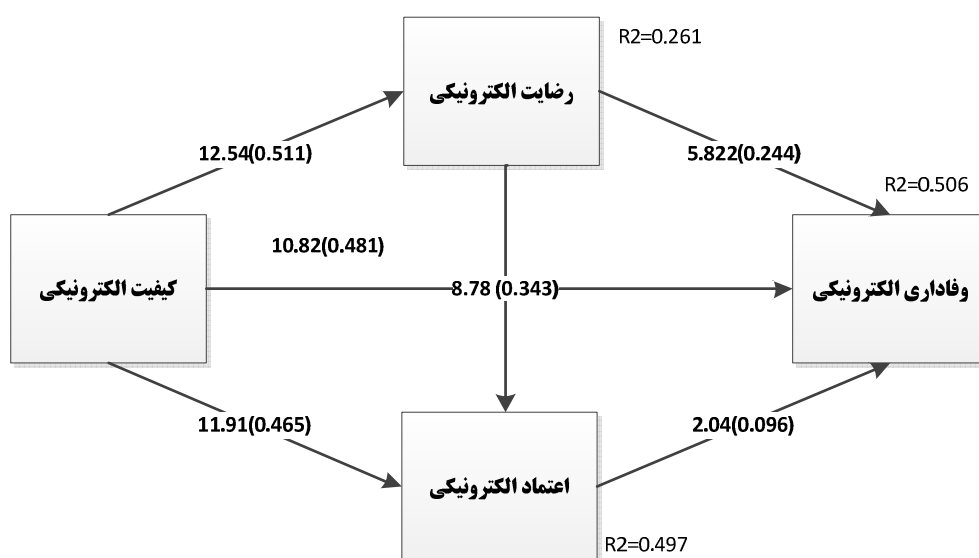 R2=0.261
رضایت الکترونیکی
12.54(0.511)
5.822(0.244)
R2=0.506
10.82(0.481)
کیفیت الکترونیکی
8.78 (0.343)
وفاداری الکترونیکی
11.91(0.465)
2.04(0.096)
اعتماد الکترونیکی
R2=0.497